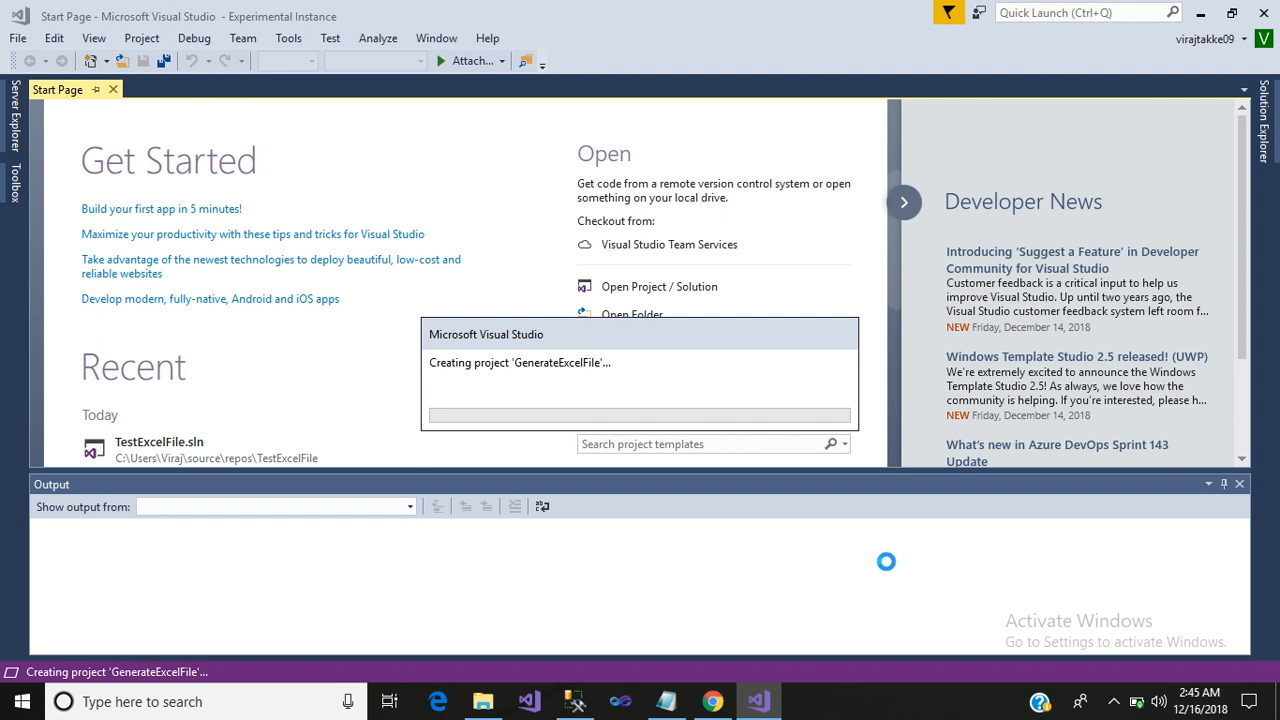 Start Page - Microsoft Visual Studio - Experimental Instance
Quick Launch (Ctrl+Q)
File Edit View Project Debug Team Tools Test Analyze Window Help
virajtakke09
V
Attach...
Server Explorer
Toolbox
Solution Explorer
Start Page
Get Started
Build your first app in 5 minutes!
Maximize your productivity with these tips and tricks for Visual Studio
Take advantage of the newest technologies to deploy beautiful, low-cost and
reliable websites
Develop modern, fully-native, Android and iOS apps
Recent
Today
TestExcelFile.sln
C:\Users\Viraj\source\repos\TestExcelFile
Open
Get code from a remote version control system or open
something on your local drive.
Checkout from:
Visual Studio Team Services
Open Project / Solution
Open Folder
Microsoft Visual Studio
Creating project 'GenerateExcelFile'...
Search project templates
Developer News
Introducing 'Suggest a Feature' in Developer
Community for Visual Studio
Customer feedback is a critical input to help us
improve Visual Studio. Up until two years ago, the
Visual Studio customer feedback system left room f...
NEW Friday, December 14, 2018
Windows Template Studio 2.5 released! (UWP)
We're extremely excited to announce the Windows
Template Studio 2.5! As always, we love how the
community is helping. If you're interested, please h...
NEW Friday, December 14, 2018
What's new in Azure DevOps Sprint 143
Update
Output
Show output from:
Activate Windows
Go to Settings to activate Windows.
Creating project 'GenerateExcelFile'...
Type here to search
2:45 AM
12/16/2018